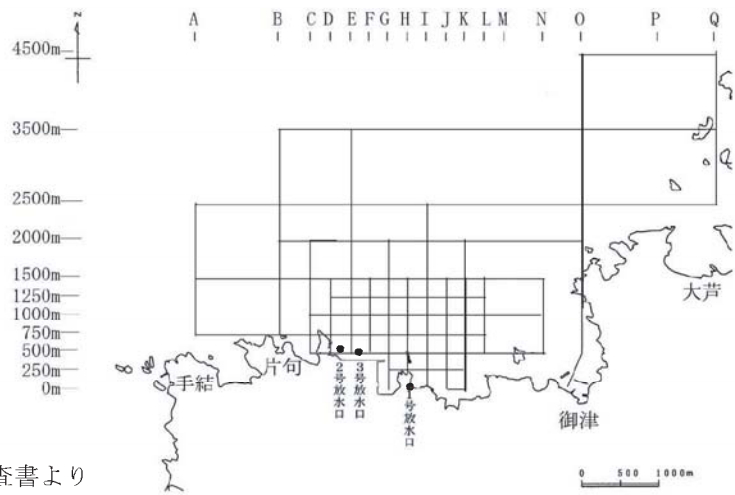 A B C D E F G H I J K L M N O P Q
4500m
z
3500m
2500m
2000m
1500m
1250m
1000m
750m
500m
250m
0m
大芦
片句
手結
2号放水口
3号放水口
1号放水口
御津
査書より
0 500 1000m